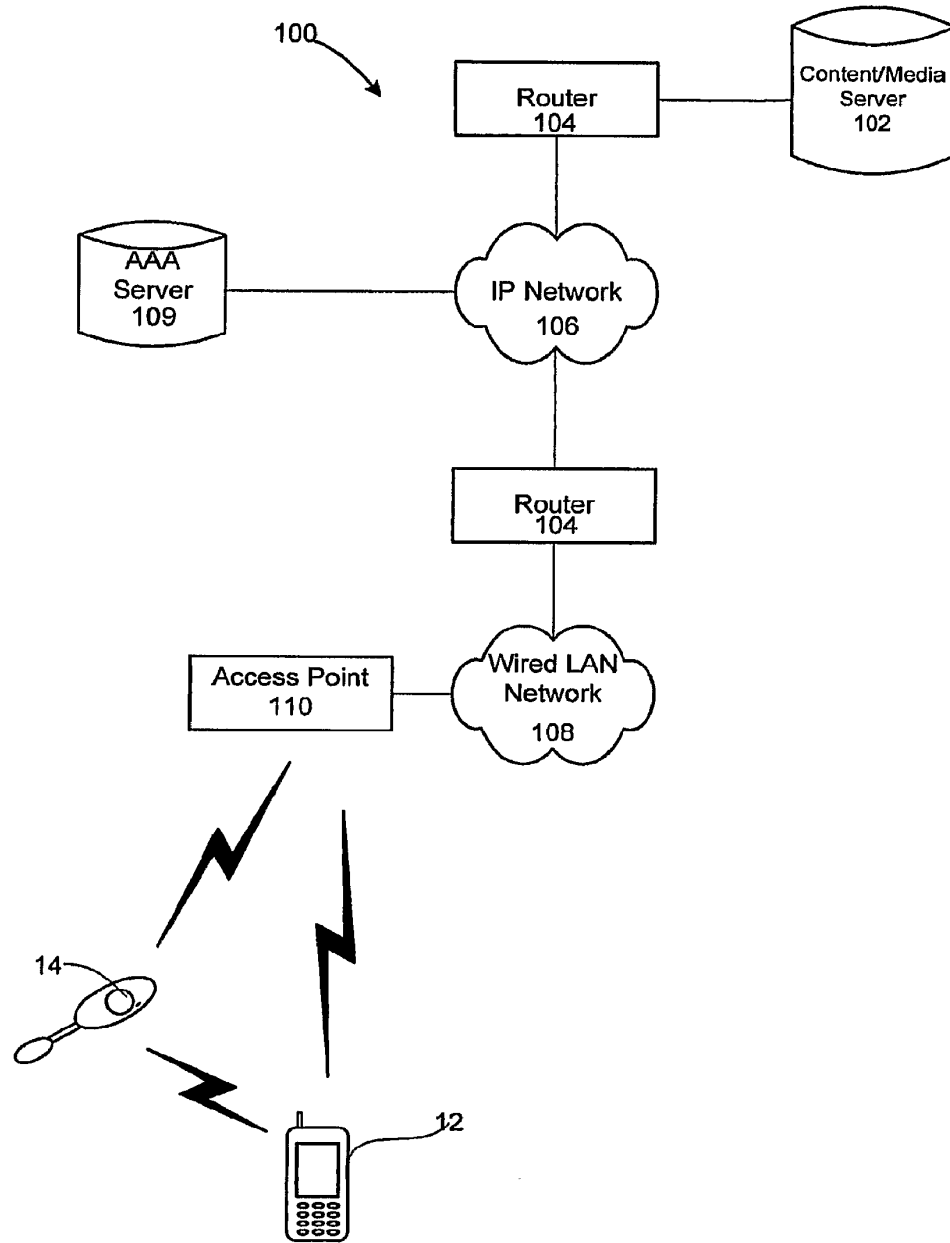 100
Router
104
Content/Media
Server
102
AAA
Server
109
IP Network
106
Router
104
Access Point
110
Wired LAN
Network
108
14
12